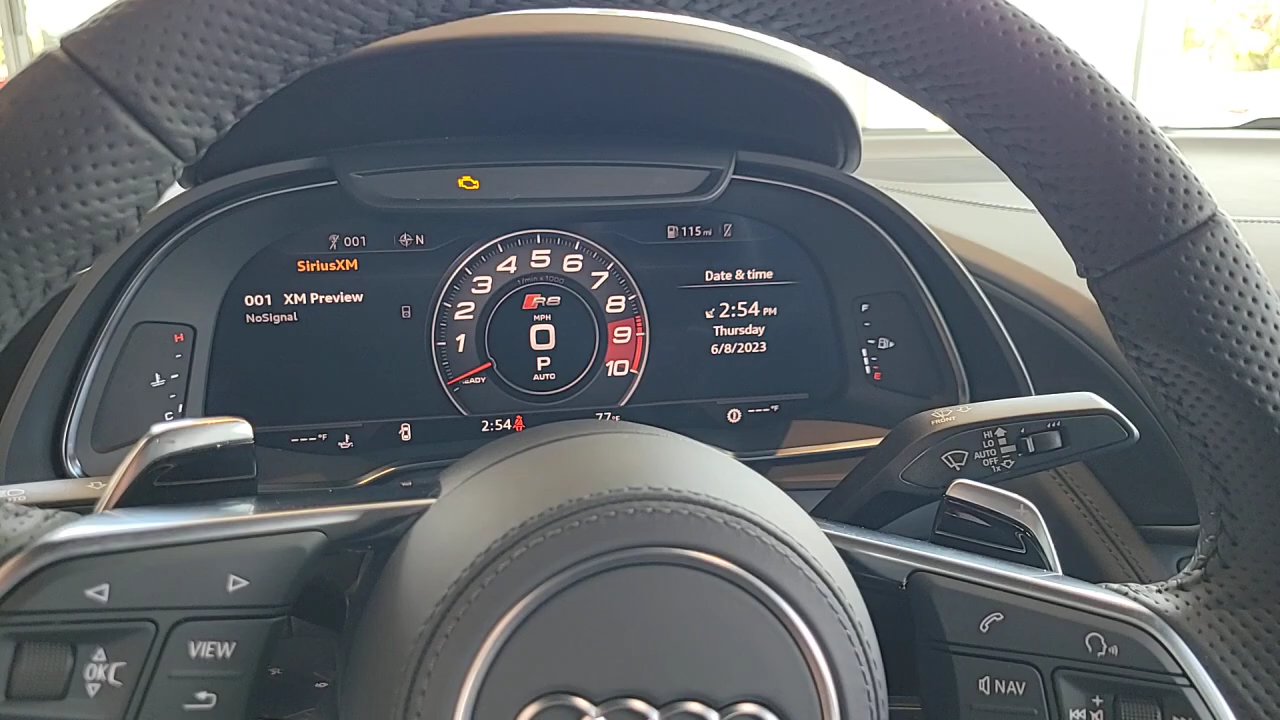 001
N
115 mi
SiriusXM
001 XM Preview
NoSignal
1 2 3 4 5 6 7 8 9 10
1/min x 1000
R8
MPH
0
P
AUTO
READY
Date & time
2:54 PM
Thursday
6/8/2023
H
C
F
E
---°F
2:54
77°F
---°F
FRONT
HI
LO
AUTO
OFF
1x
OK
VIEW
NAV